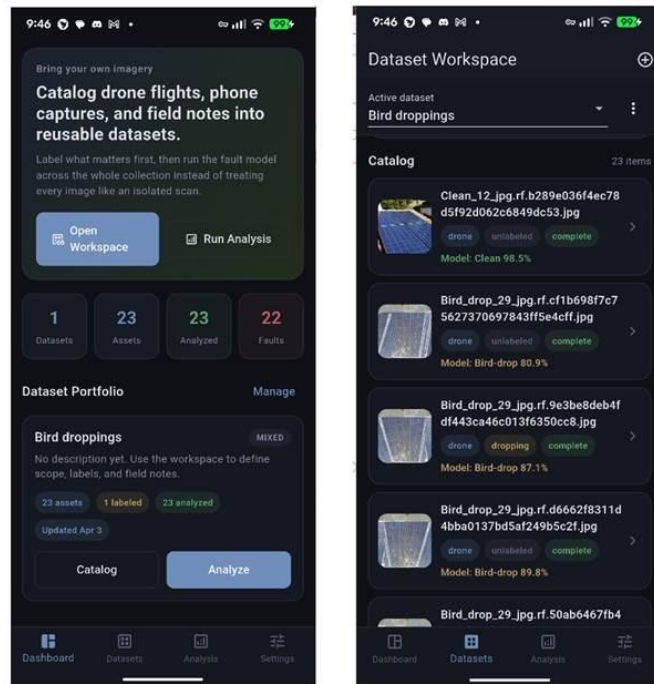 9:46
99+
Bring your own imagery
Catalog drone flights, phone
captures, and field notes into
reusable datasets.
Label what matters first, then run the fault model
across the whole collection instead of treating
every image like an isolated scan.
Open
Workspace
Run Analysis
1
Datasets
23
Assets
23
Analyzed
22
Faults
Dataset Portfolio
Manage
Bird droppings
MIXED
No description yet. Use the workspace to define
scope, labels, and field notes.
23 assets
1 labeled
23 analyzed
Updated Apr 3
Catalog
Analyze
Dashboard
Datasets
Analysis
Settings
9:46
99+
Dataset Workspace
Active dataset
Bird droppings
Catalog
23 items
Clean_12_jpg.rf.b289e036f4ec78
d5f92d062c6849dc53.jpg
drone
unlabeled
complete
Model: Clean 98.5%
Bird_drop_29_jpg.rf.cf1b698f7c7
5627370697843ff5e4cff.jpg
drone
unlabeled
complete
Model: Bird-drop 80.9%
Bird_drop_29_jpg.rf.9e3be8deb4f
df443ca46c013f6350cc8.jpg
drone
dropping
complete
Model: Bird-drop 87.1%
Bird_drop_29_jpg.rf.d6662f8311d
4bba0137bd5af249b5c2f.jpg
drone
unlabeled
complete
Model: Bird-drop 89.8%
Bird_drop_29_jpg.rf.50ab6467fb4
Dashboard
Datasets
Analysis
Settings